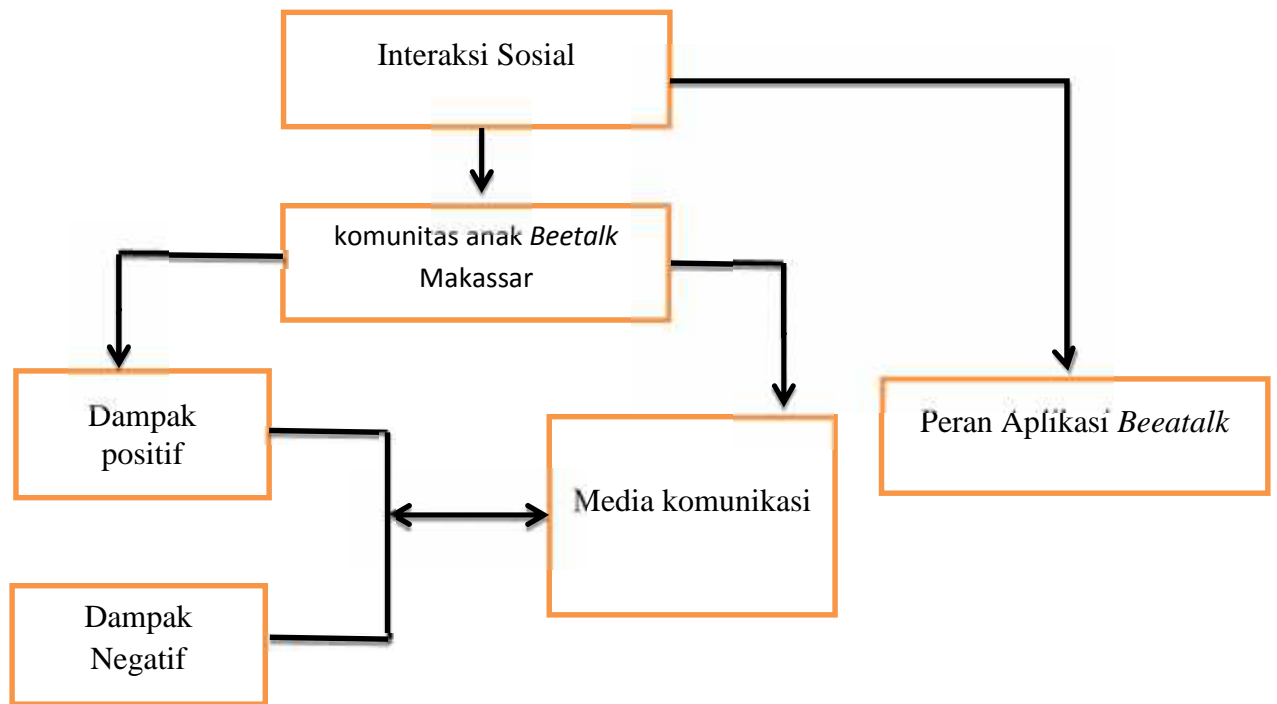 Interaksi Sosial
komunitas anak Beetalk
Makassar
Dampak
positif
Peran Aplikasi Beeatalk
Media komunikasi
Dampak
Negatif